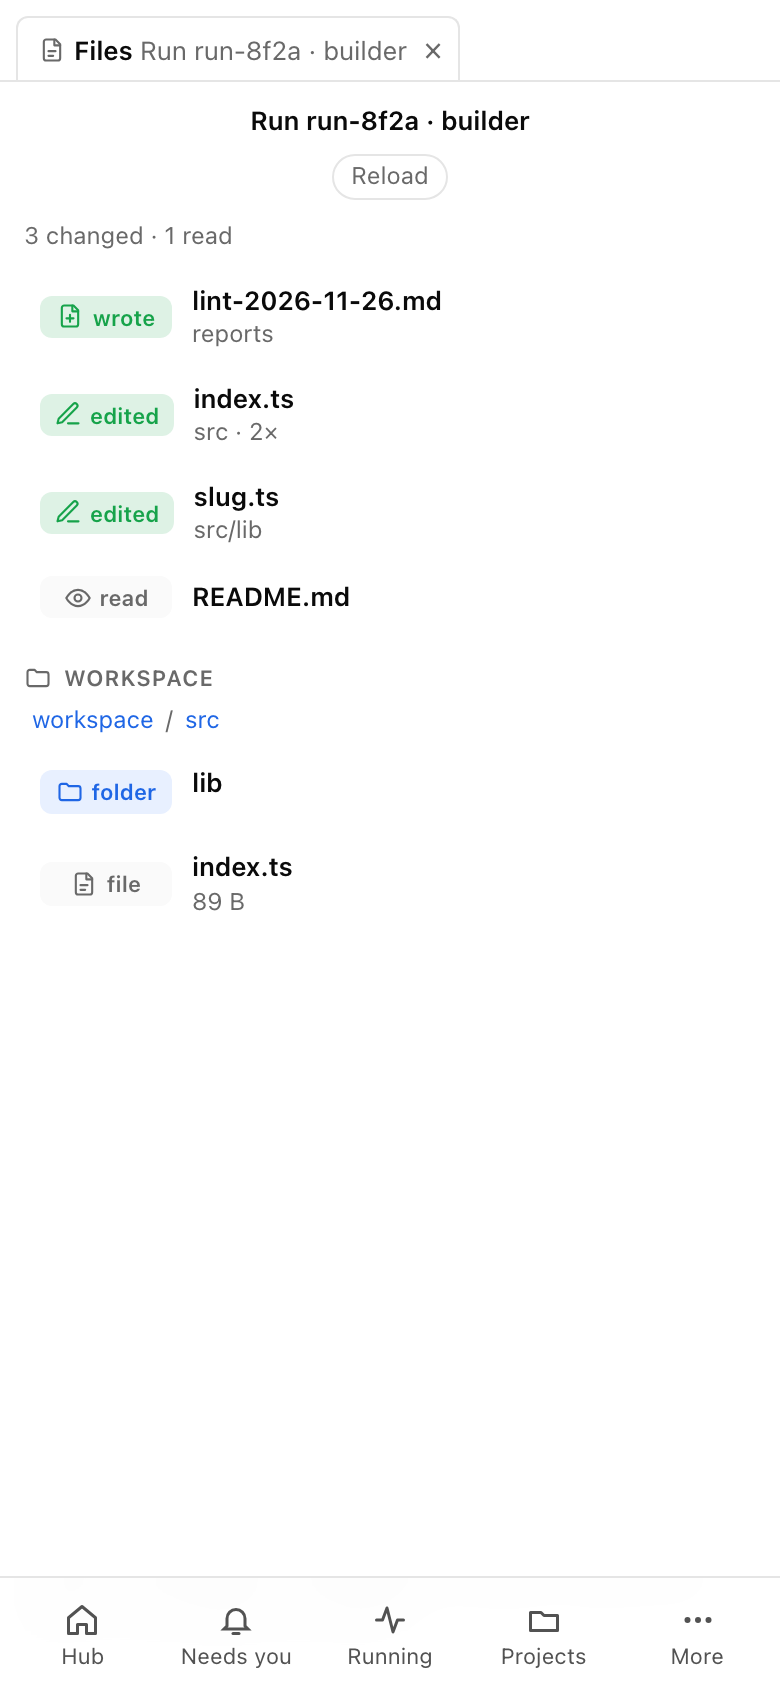 Files Run run-8f2a · builder ×
Run run-8f2a · builder
Reload
3 changed · 1 read
wrote lint-2026-11-26.md
reports
edited index.ts
src · 2×
edited slug.ts
src/lib
read README.md
WORKSPACE
workspace / src
folder lib
file index.ts
89 B
Hub Needs you Running Projects More